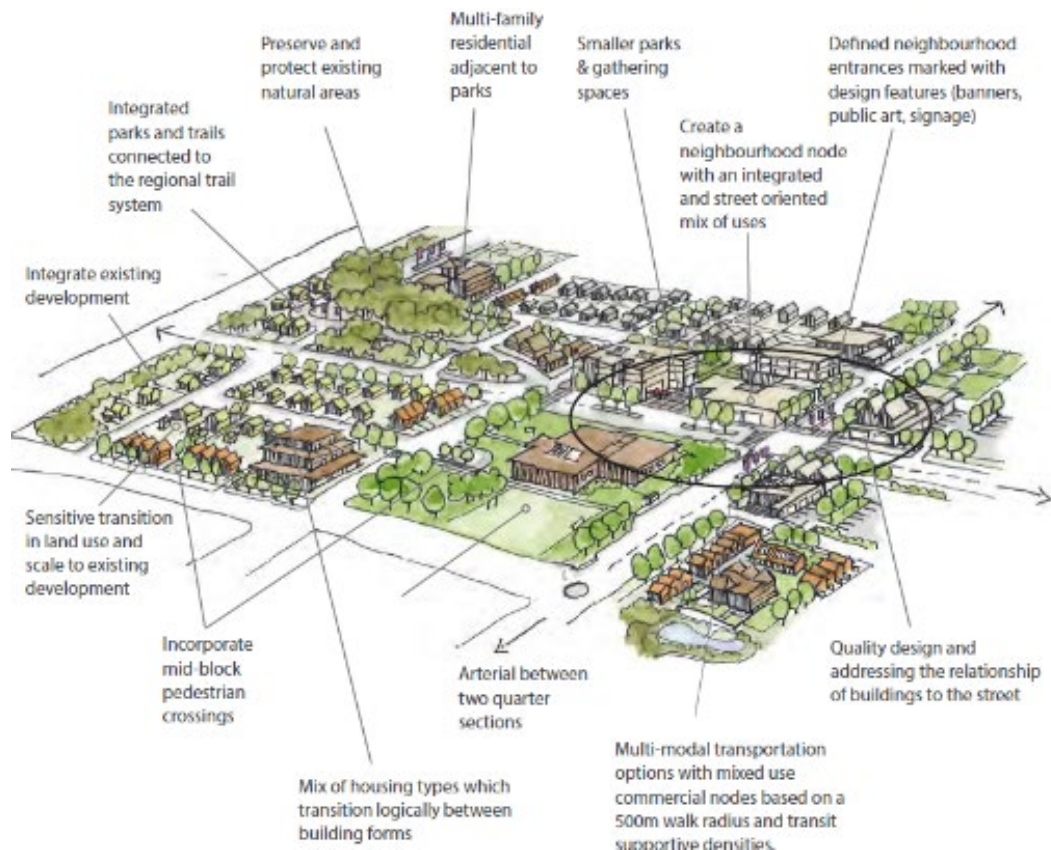 Multi-family
residential
adjacent to
parks
Preserve and
protect existing
natural areas
Smaller parks
& gathering
spaces
Defined neighbourhood
entrances marked with
design features (banners,
public art, signage)
Integrated
parks and trails
connected to
the regional trail
system
Create a
neighbourhood node
with an integrated
and street oriented
mix of uses
Integrate existing
development
Sensitive transition
in land use and
scale to existing
development
Incorporate
mid-block
pedestrian
crossings
Arterial between
two quarter
sections
Quality design and
addressing the relationship
of buildings to the street
Mix of housing types which
transition logically between
building forms
Multi-modal transportation
options with mixed use
commercial nodes based on a
500m walk radius and transit
supportive densities.